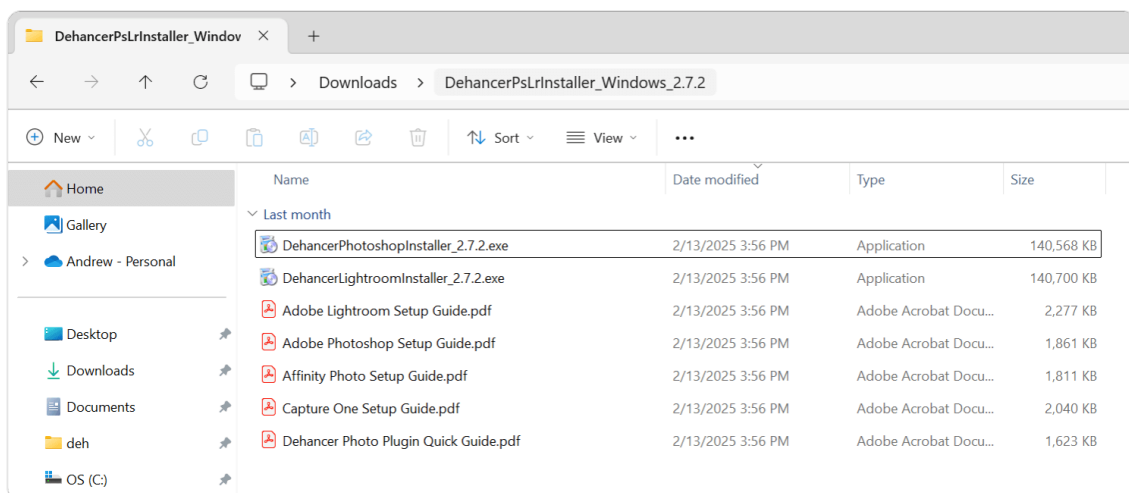 DehancerPsLrInstaller_Window
Downloads > DehancerPsLrInstaller_Windows_2.7.2
New Sort View
Name Date modified Type Size
Home
Gallery
Andrew - Personal
Desktop
Downloads
Documents
deh
OS (C:)
Last month
DehancerPhotoshopInstaller_2.7.2.exe 2/13/2025 3:56 PM Application 140,568 KB
DehancerLightroomInstaller_2.7.2.exe 2/13/2025 3:56 PM Application 140,700 KB
Adobe Lightroom Setup Guide.pdf 2/13/2025 3:56 PM Adobe Acrobat Docu... 2,277 KB
Adobe Photoshop Setup Guide.pdf 2/13/2025 3:56 PM Adobe Acrobat Docu... 1,861 KB
Affinity Photo Setup Guide.pdf 2/13/2025 3:56 PM Adobe Acrobat Docu... 1,811 KB
Capture One Setup Guide.pdf 2/13/2025 3:56 PM Adobe Acrobat Docu... 2,040 KB
Dehancer Photo Plugin Quick Guide.pdf 2/13/2025 3:56 PM Adobe Acrobat Docu... 1,623 KB